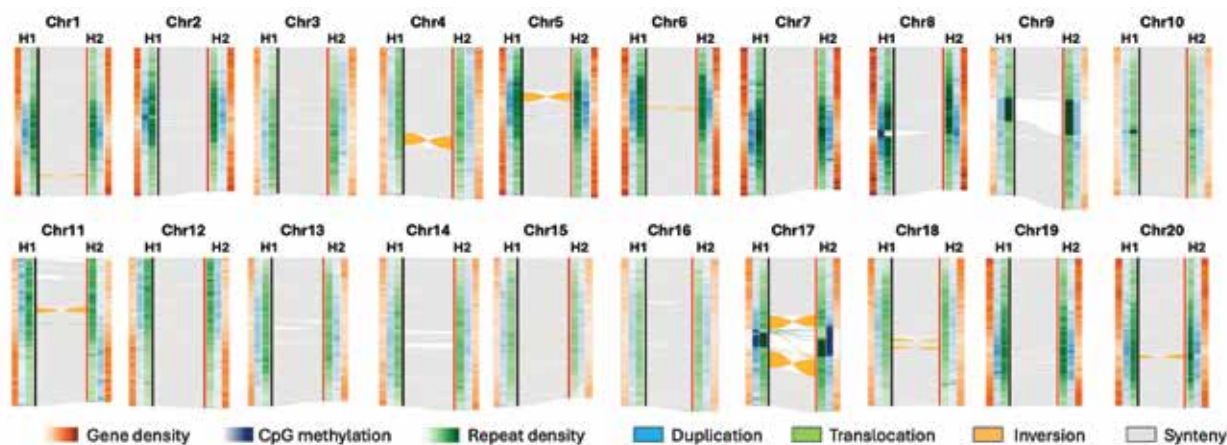 Chr1 Chr2 Chr3 Chr4 Chr5 Chr6 Chr7 Chr8 Chr9 Chr10
H1 H2 H1 H2 H1 H2 H1 H2 H1 H2 H1 H2 H1 H2 H1 H2 H1 H2 H1 H2
Chr11 Chr12 Chr13 Chr14 Chr15 Chr16 Chr17 Chr18 Chr19 Chr20
H1 H2 H1 H2 H1 H2 H1 H2 H1 H2 H1 H2 H1 H2 H1 H2 H1 H2 H1 H2
Gene density CpG methylation Repeat density Duplication Translocation Inversion Synteny